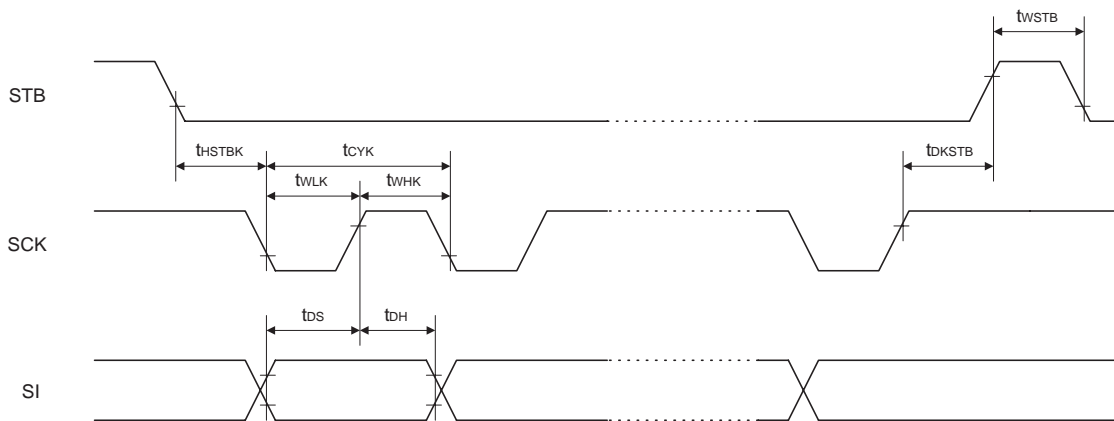 tWSTB
STB
tHSTBK
tCYK
tDKSTB
tWLK
tWHK
SCK
tDS
tDH
SI